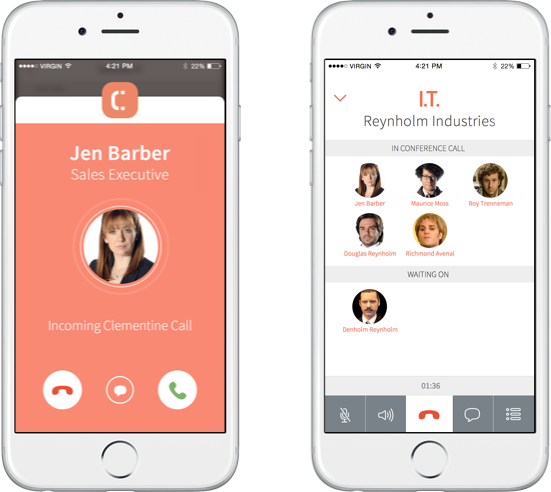 VIRGIN
4:21 PM
22%
Jen Barber
Sales Executive
Incoming Clementine Call
VIRGIN
4:21 PM
22%
I.T.
Reynholm Industries
IN CONFERENCE CALL
Jen Barber
Maurice Moss
Roy Trenneman
Douglas Reynholm
Richmond Avenal
WAITING ON
Denholm Reynholm
01:36